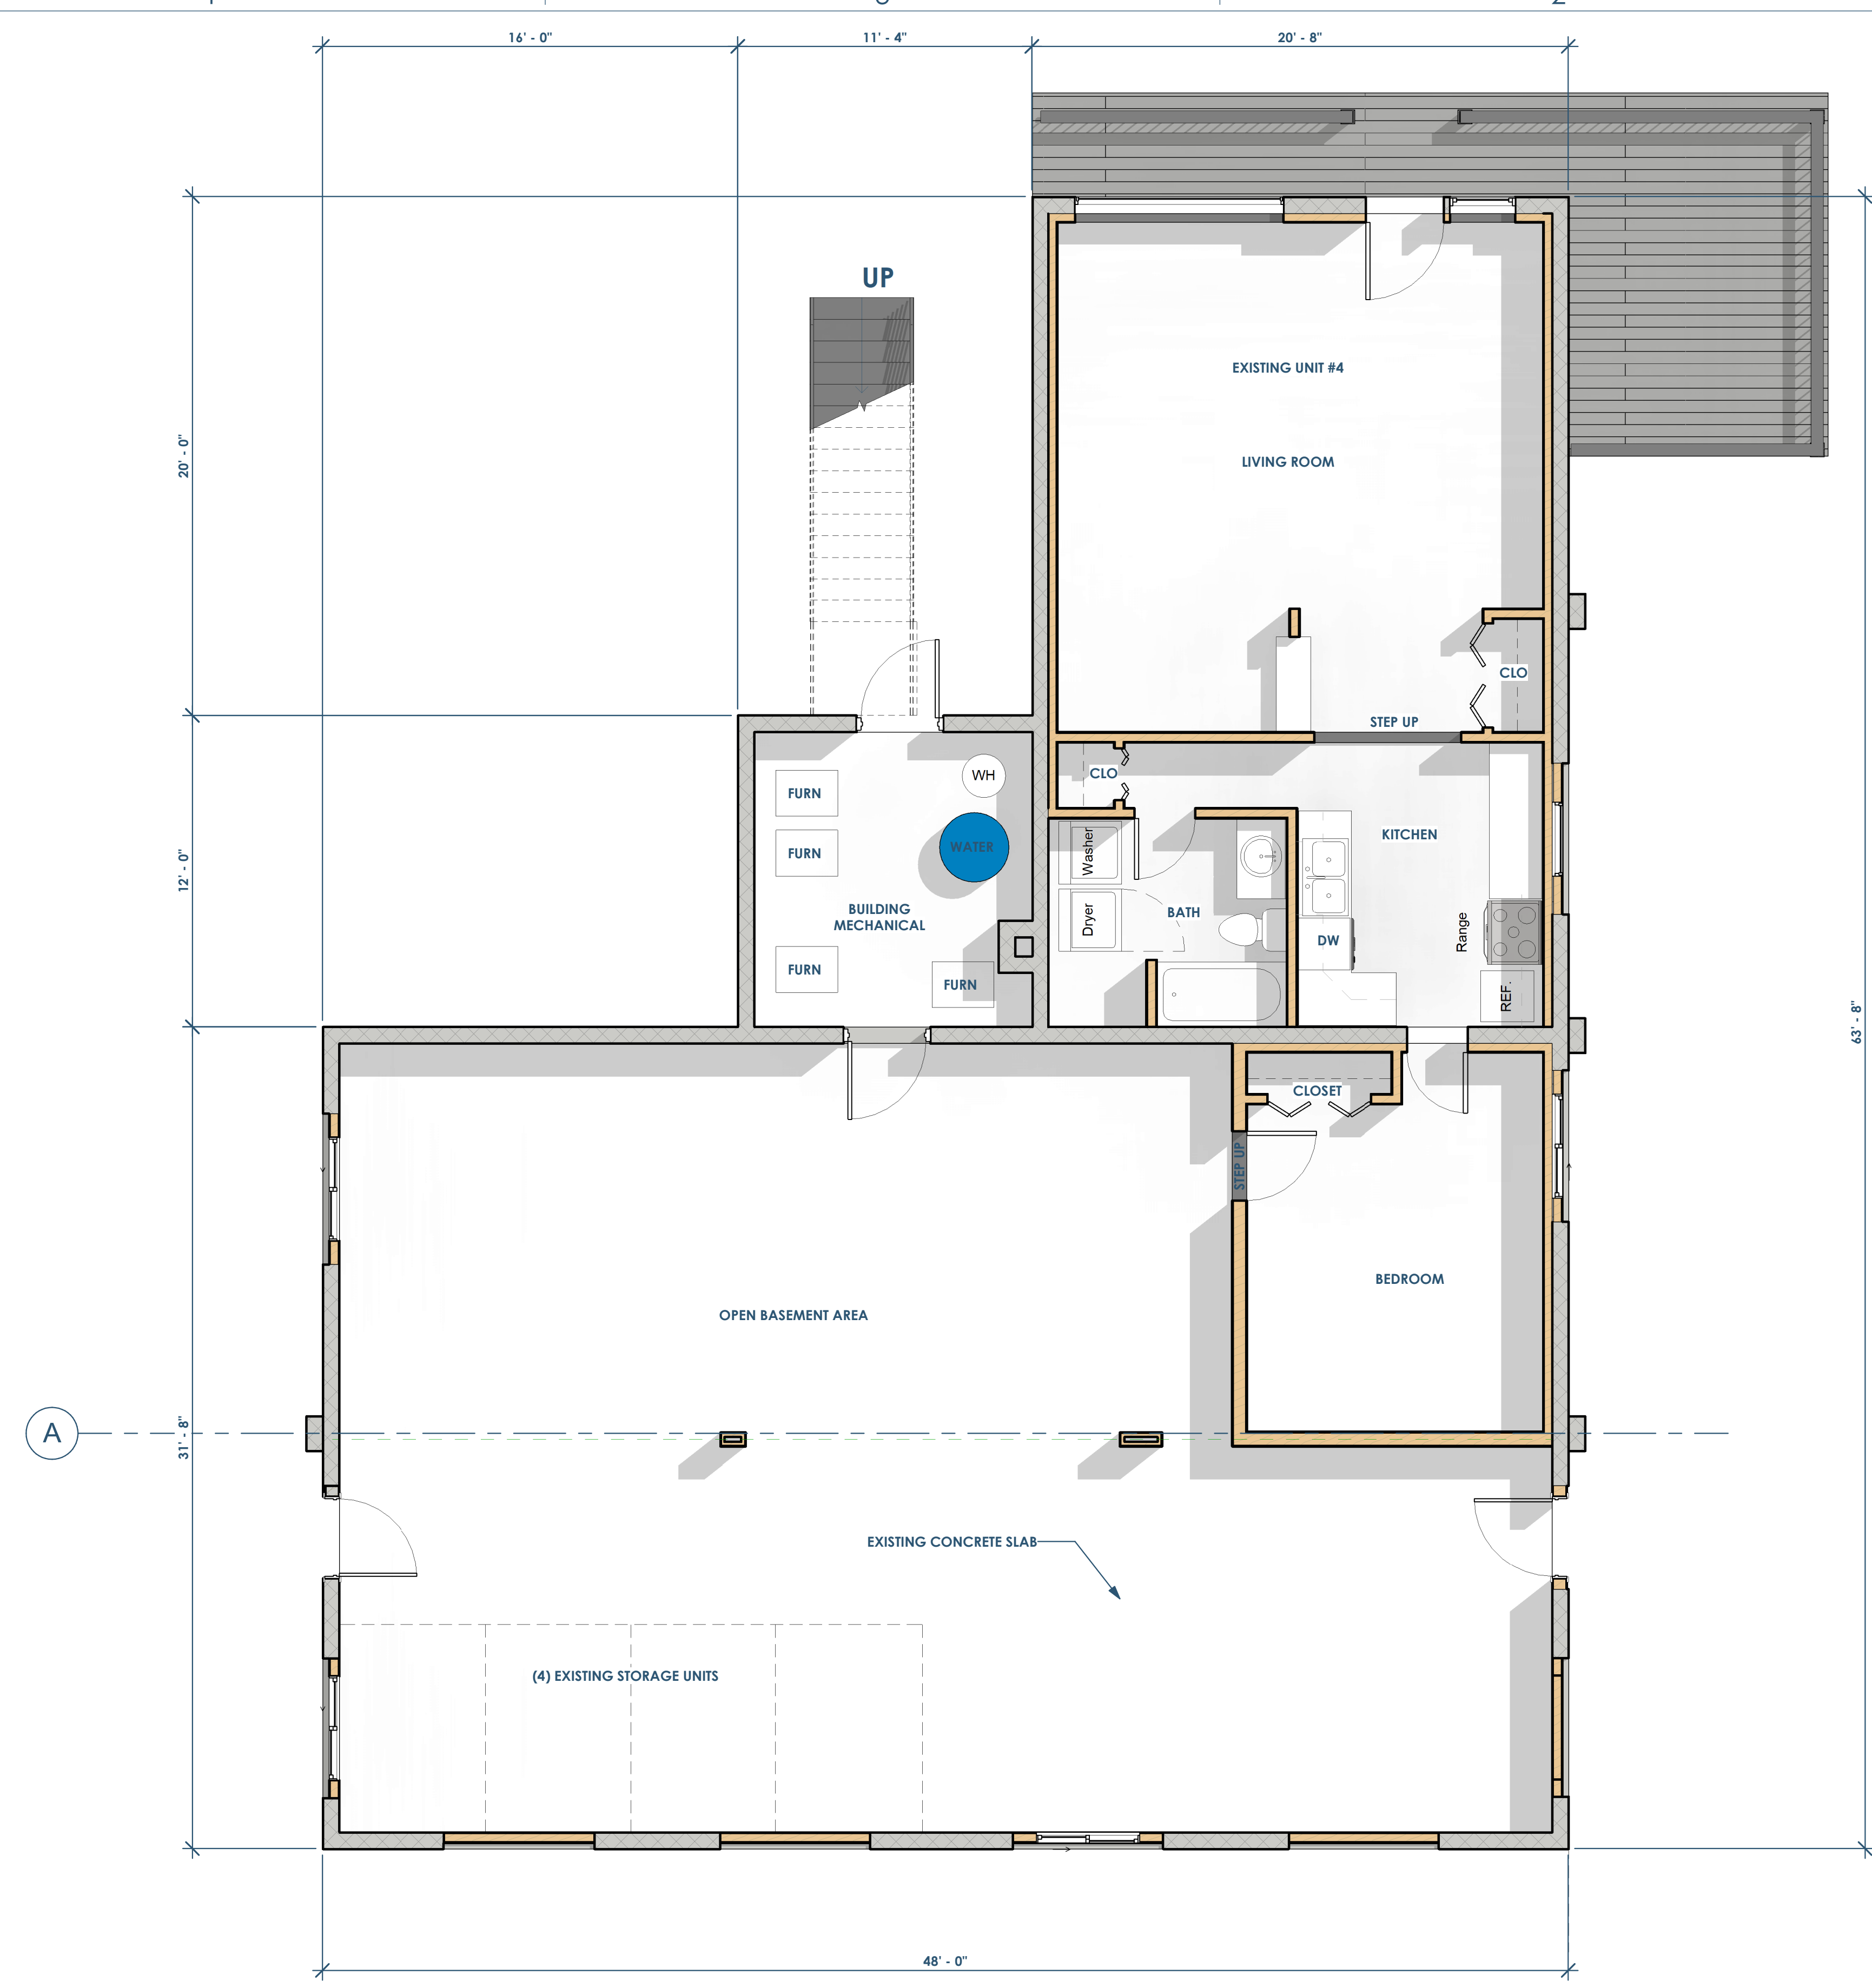 16' - 0"
11' - 4"
20' - 8"
UP
EXISTING UNIT #4
20' - 0"
LIVING ROOM
CLO
STEP UP
CLO
WH
FURN
KITCHEN
WATER
FURN
Washer
12' - 0"
BUILDING
MECHANICAL
BATH
Dryer
DW
Range
FURN
FURN
REF.
63' - 8"
CLOSET
STEP UP
BEDROOM
OPEN BASEMENT AREA
A
31' - 8"
EXISTING CONCRETE SLAB
(4) EXISTING STORAGE UNITS
48' - 0"